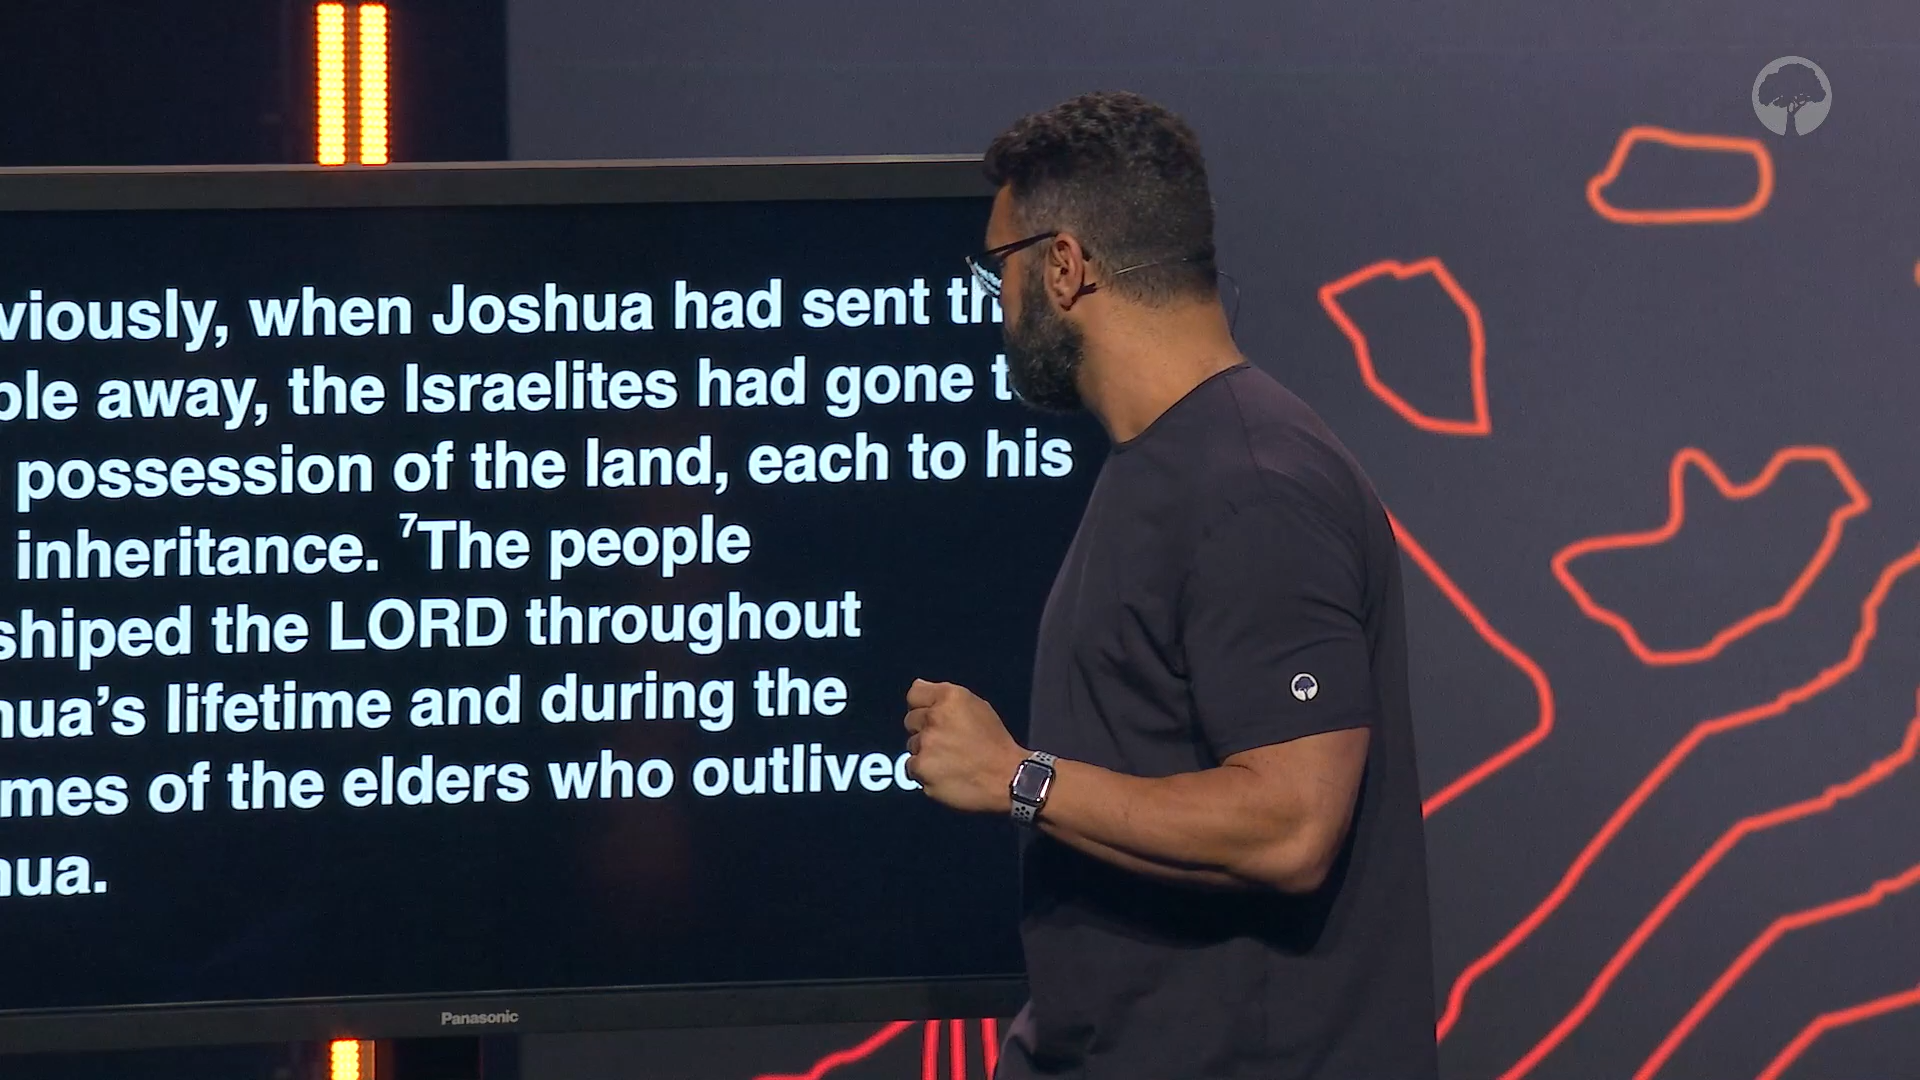 viously, when Joshua had sent th
ple away, the Israelites had gone t
possession of the land, each to his
inheritance. ⁷The people
shiped the LORD throughout
hua’s lifetime and during the
mes of the elders who outlived
hua.
Panasonic